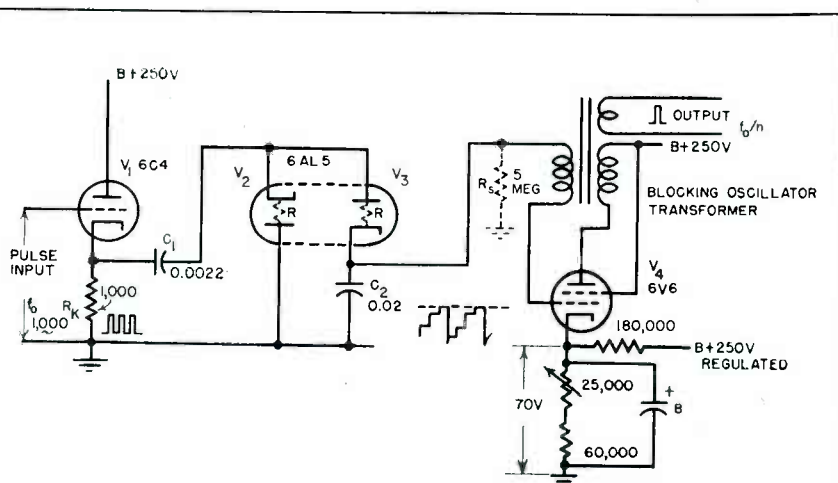 B+250V
V1 6C4
6AL5
V2
V3
R
R
C1
0.0022
C2
0.02
PULSE
INPUT
f0
1,000
RK
1,000
RS
5
MEG
OUTPUT
f0/n
B+250V
BLOCKING OSCILLATOR
TRANSFORMER
V4
6V6
180,000
B+250V
REGULATED
70V
25,000
+
B
60,000